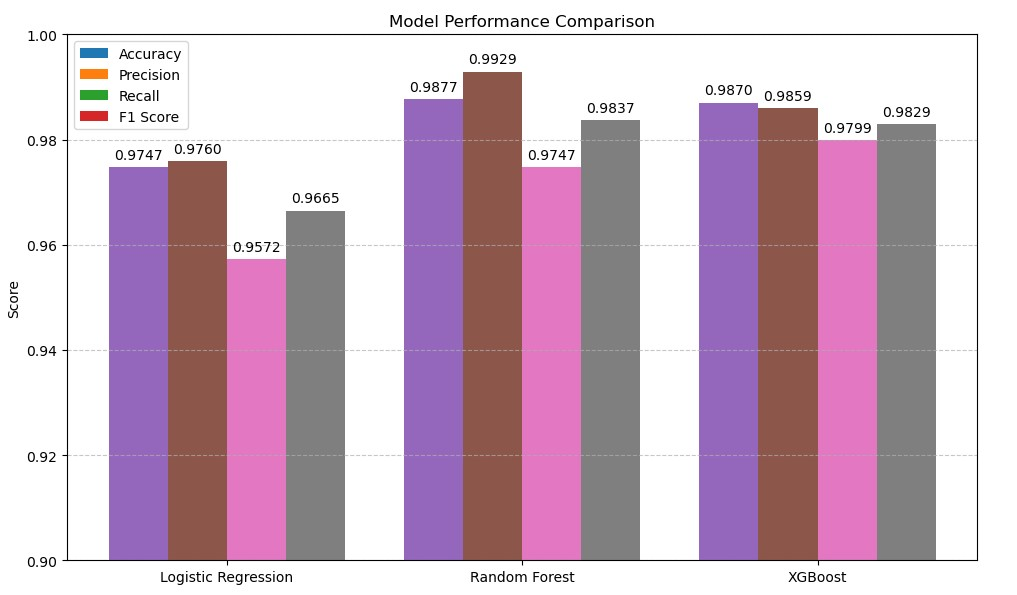 Model Performance Comparison
1.00
0.98
0.96
0.94
0.92
0.90
Score
Accuracy
Precision
Recall
F1 Score
0.9747
0.9760
0.9572
0.9665
0.9877
0.9929
0.9747
0.9837
0.9870
0.9859
0.9799
0.9829
Logistic Regression
Random Forest
XGBoost